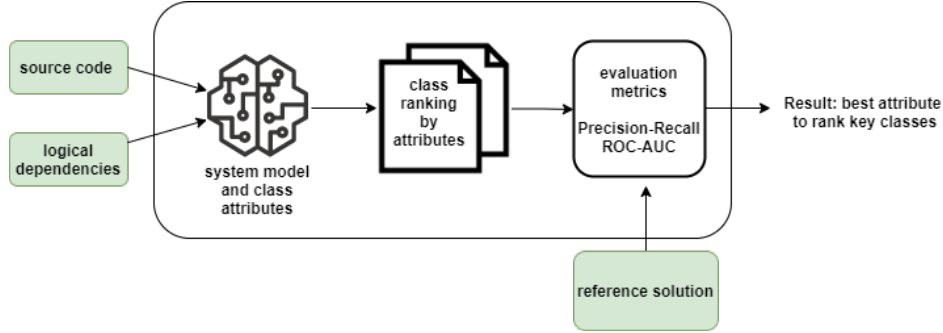 source code
logical
dependencies
system model
and class
attributes
class
ranking
by
attributes
evaluation
metrics
Precision-Recall
ROC-AUC
Result: best attribute
to rank key classes
reference solution